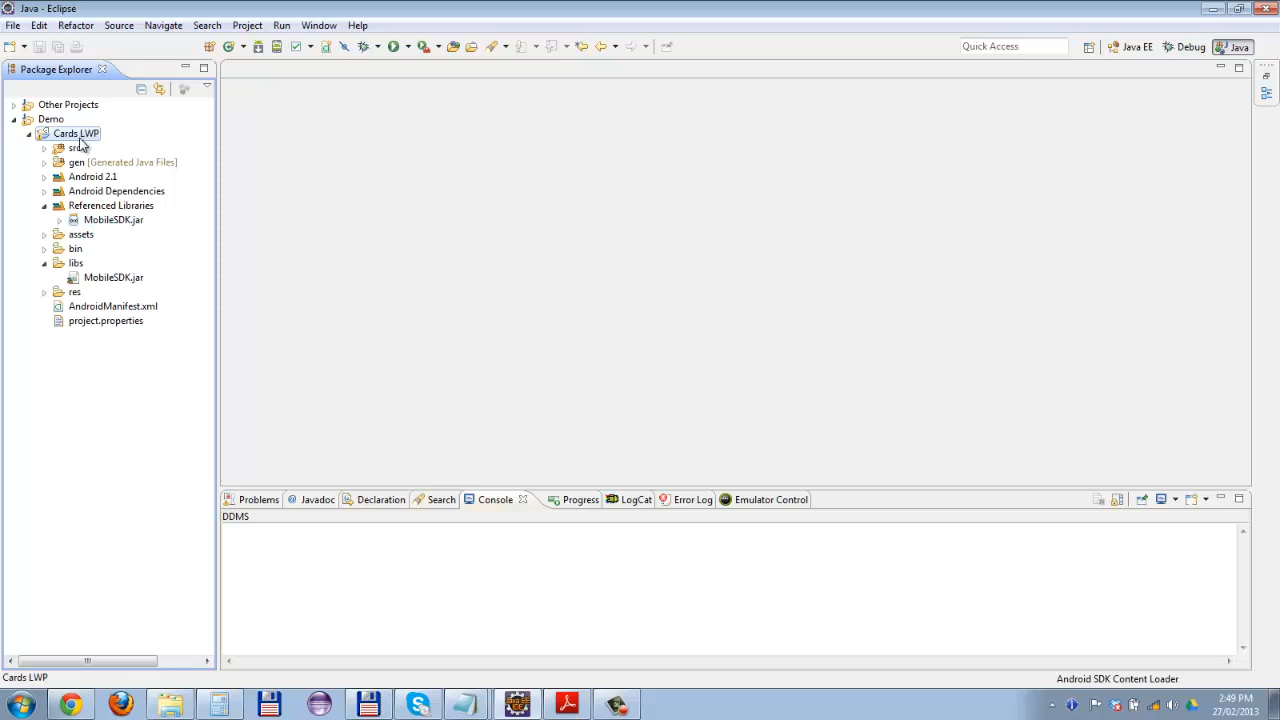 Java - Eclipse
File Edit Refactor Source Navigate Search Project Run Window Help
Quick Access Java EE Debug Java
Package Explorer
Other Projects
Demo
Cards LWP
src
gen [Generated Java Files]
Android 2.1
Android Dependencies
Referenced Libraries
MobileSDK.jar
assets
bin
libs
MobileSDK.jar
res
AndroidManifest.xml
project.properties
Problems Javadoc Declaration Search Console Progress LogCat Error Log Emulator Control
DDMS
Cards LWP Android SDK Content Loader
2:49 PM
27/02/2013